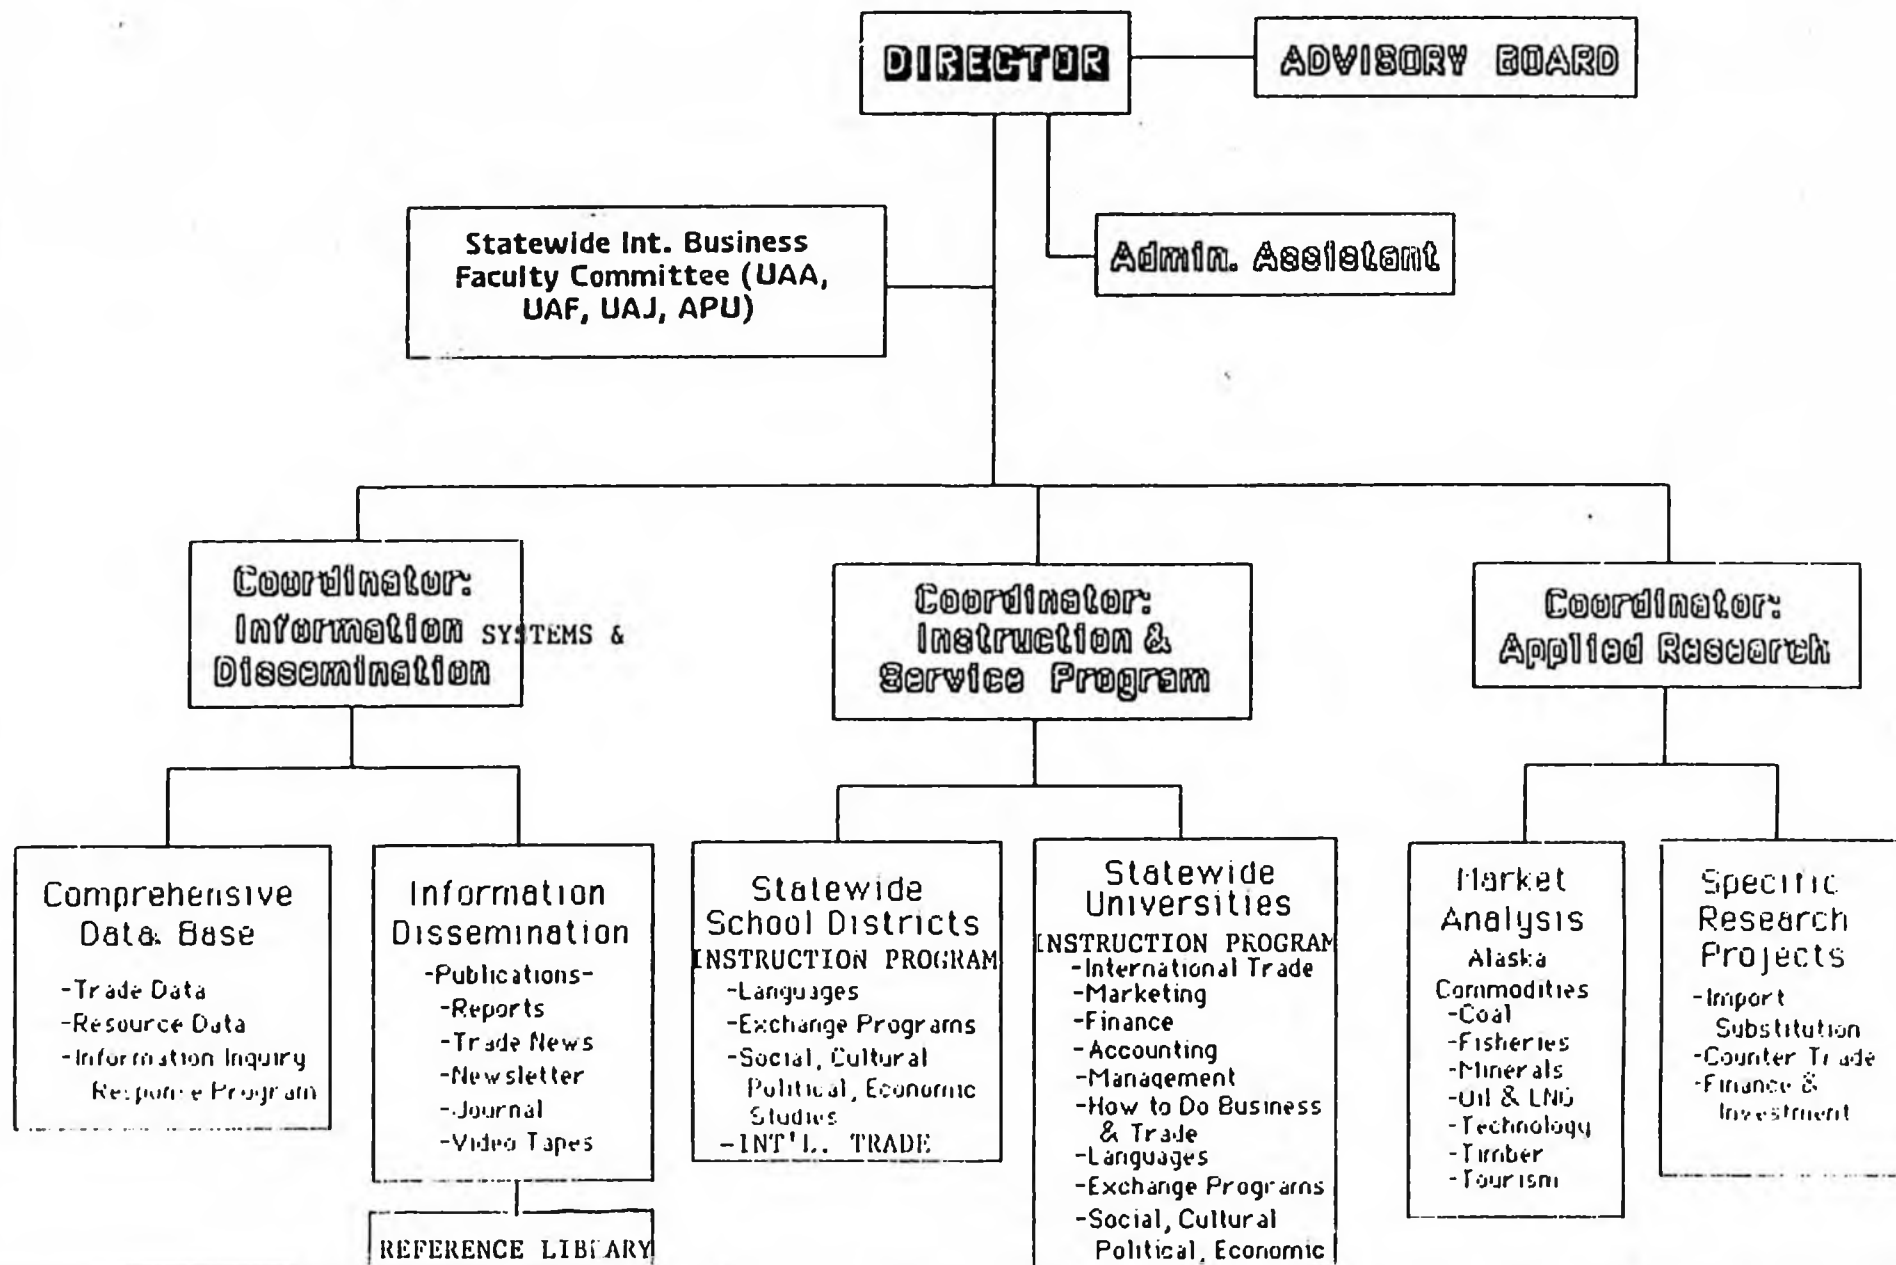 DIRECTOR
ADVISORY BOARD
Statewide Int. Business
Faculty Committee (UAA,
UAF, UAJ, APU)
Admin. Assistant
Coordinator:
Information SYSTEMS &
Dissemination
Coordinator:
Instruction &
Service Program
Coordinator:
Applied Research
Comprehensive
Data Base
-Trade Data
-Resource Data
-Information Inquiry
Response Program
Information
Dissemination
-Publications-
-Reports
-Trade News
-Newsletter
-Journal
-Video Tapes
REFERENCE LIBRARY
Statewide
School Districts
INSTRUCTION PROGRAM
-Languages
-Exchange Programs
-Social, Cultural
Political, Economic
Studies
-INT'L. TRADE
Statewide
Universities
INSTRUCTION PROGRAM
-International Trade
-Marketing
-Finance
-Accounting
-Management
-How to Do Business
& Trade
-Languages
-Exchange Programs
-Social, Cultural
Political, Economic
Market
Analysis
Alaska
Commodities
-Coal
-Fisheries
-Minerals
-Oil & LNG
-Technology
-Timber
-Tourism
Specific
Research
Projects
-Import
Substitution
-Counter Trade
-Finance &
Investment